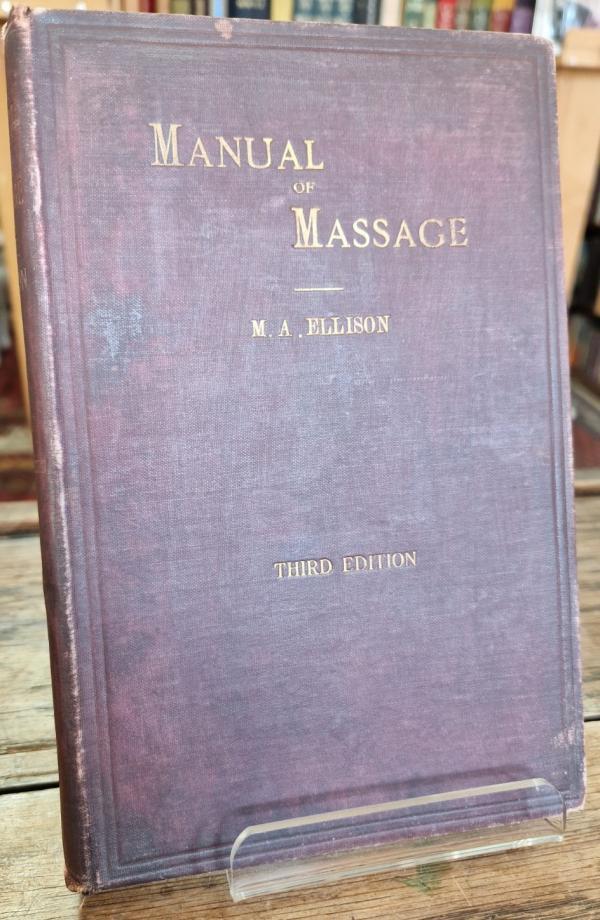 MANUAL
OF
MASSAGE
M. A. ELLISON
THIRD EDITION